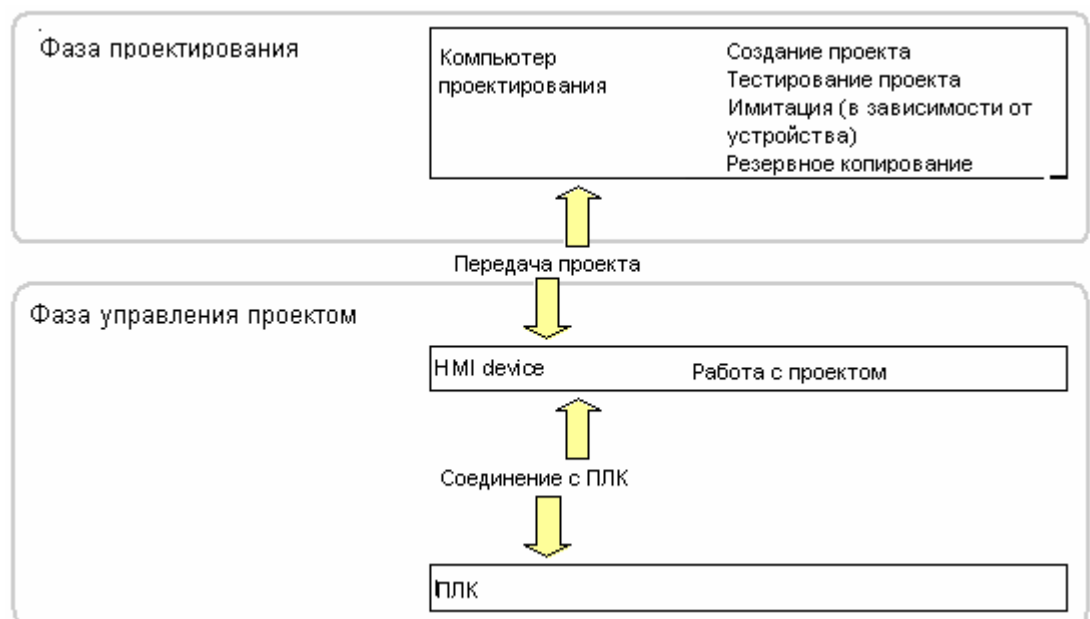 Фаза проектирования
Компьютер
проектирования
Создание проекта
Тестирование проекта
Имитация (в зависимости от
устройства)
Резервное копирование
Передача проекта
Фаза управления проектом
HMI device
Работа с проектом
Соединение с ПЛК
ПЛК